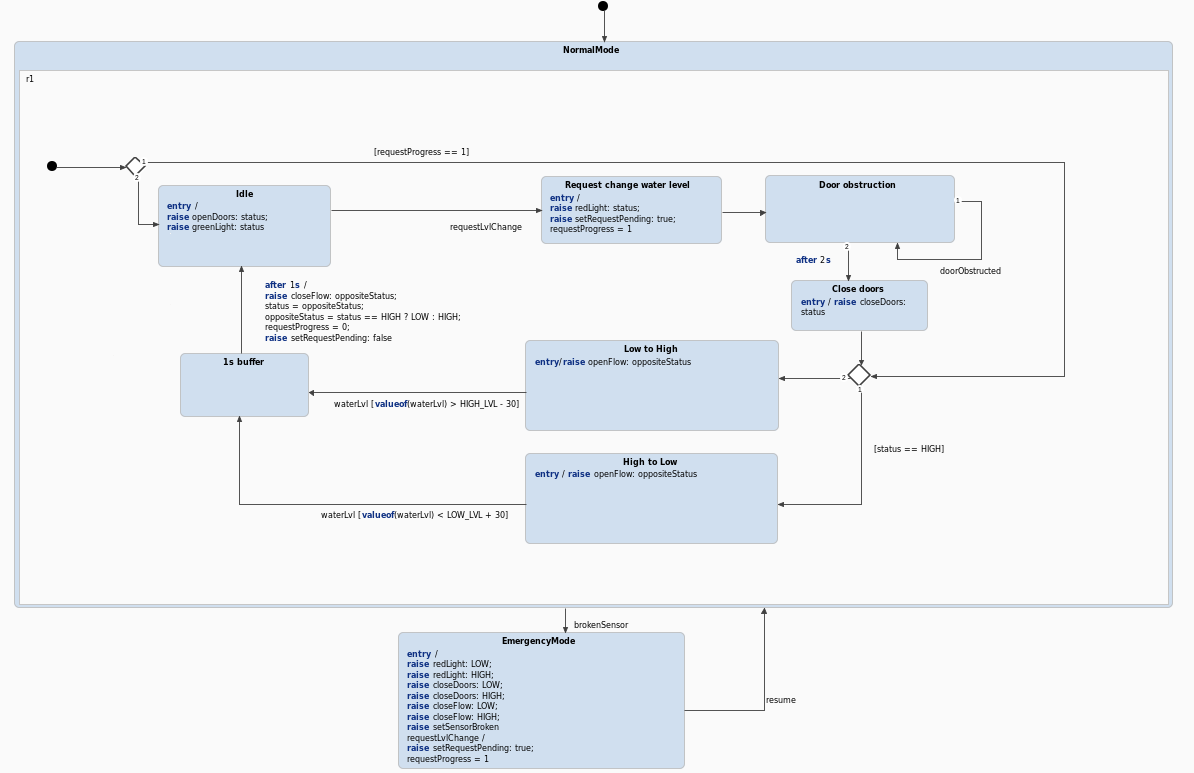 NormalMode
r1
[requestProgress == 1]
1
2
Idle
entry /
raise openDoors: status;
raise greenLight: status
requestLvlChange
Request change water level
entry /
raise redLight: status;
raise setRequestPending: true;
requestProgress = 1
Door obstruction
1
2
doorObstructed
after 2s
Close doors
entry / raise closeDoors:
status
after 1s /
raise closeFlow: oppositeStatus;
status = oppositeStatus;
oppositeStatus = status == HIGH ? LOW : HIGH;
requestProgress = 0;
raise setRequestPending: false
1s buffer
Low to High
entry/raise openFlow: oppositeStatus
2
1
waterLvl [valueof(waterLvl) > HIGH_LVL - 30]
[status == HIGH]
High to Low
entry / raise openFlow: oppositeStatus
waterLvl [valueof(waterLvl) < LOW_LVL + 30]
brokenSensor
EmergencyMode
entry /
raise redLight: LOW;
raise redLight: HIGH;
raise closeDoors: LOW;
raise closeDoors: HIGH;
raise closeFlow: LOW;
raise closeFlow: HIGH;
raise setSensorBroken
requestLvlChange /
raise setRequestPending: true;
requestProgress = 1
resume